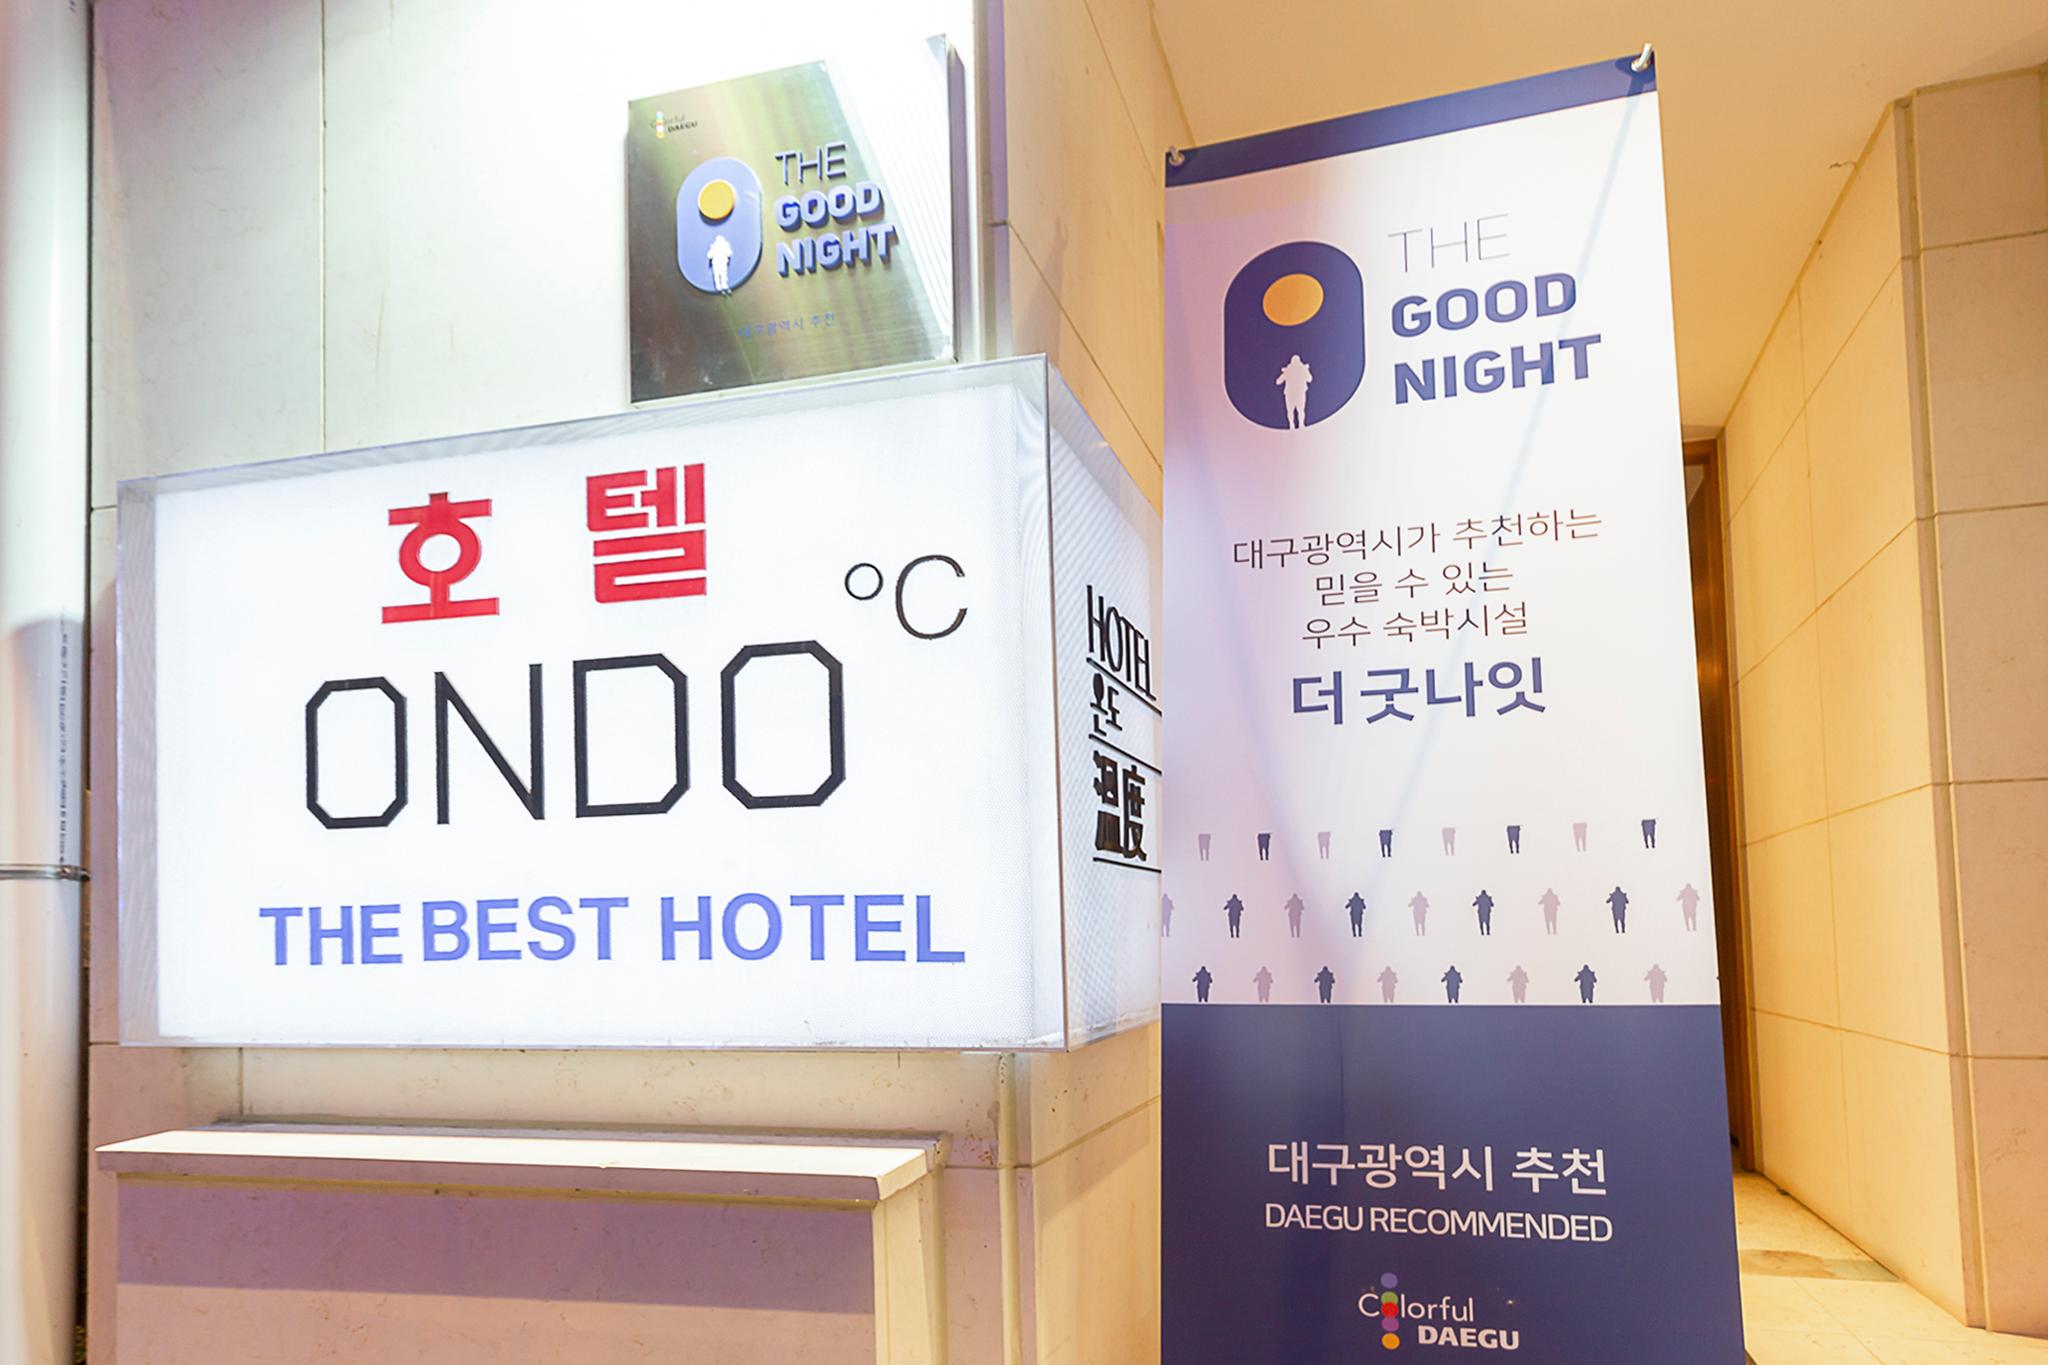 Colorful
DAEGU
THE
GOOD
NIGHT
대구광역시 추천
호텔
ONDO °C
THE BEST HOTEL
HOTEL
온도
溫度
THE
GOOD
NIGHT
대구광역시가 추천하는
믿을 수 있는
우수 숙박시설
더 굿나잇
대구광역시 추천
DAEGU RECOMMENDED
Colorful
DAEGU